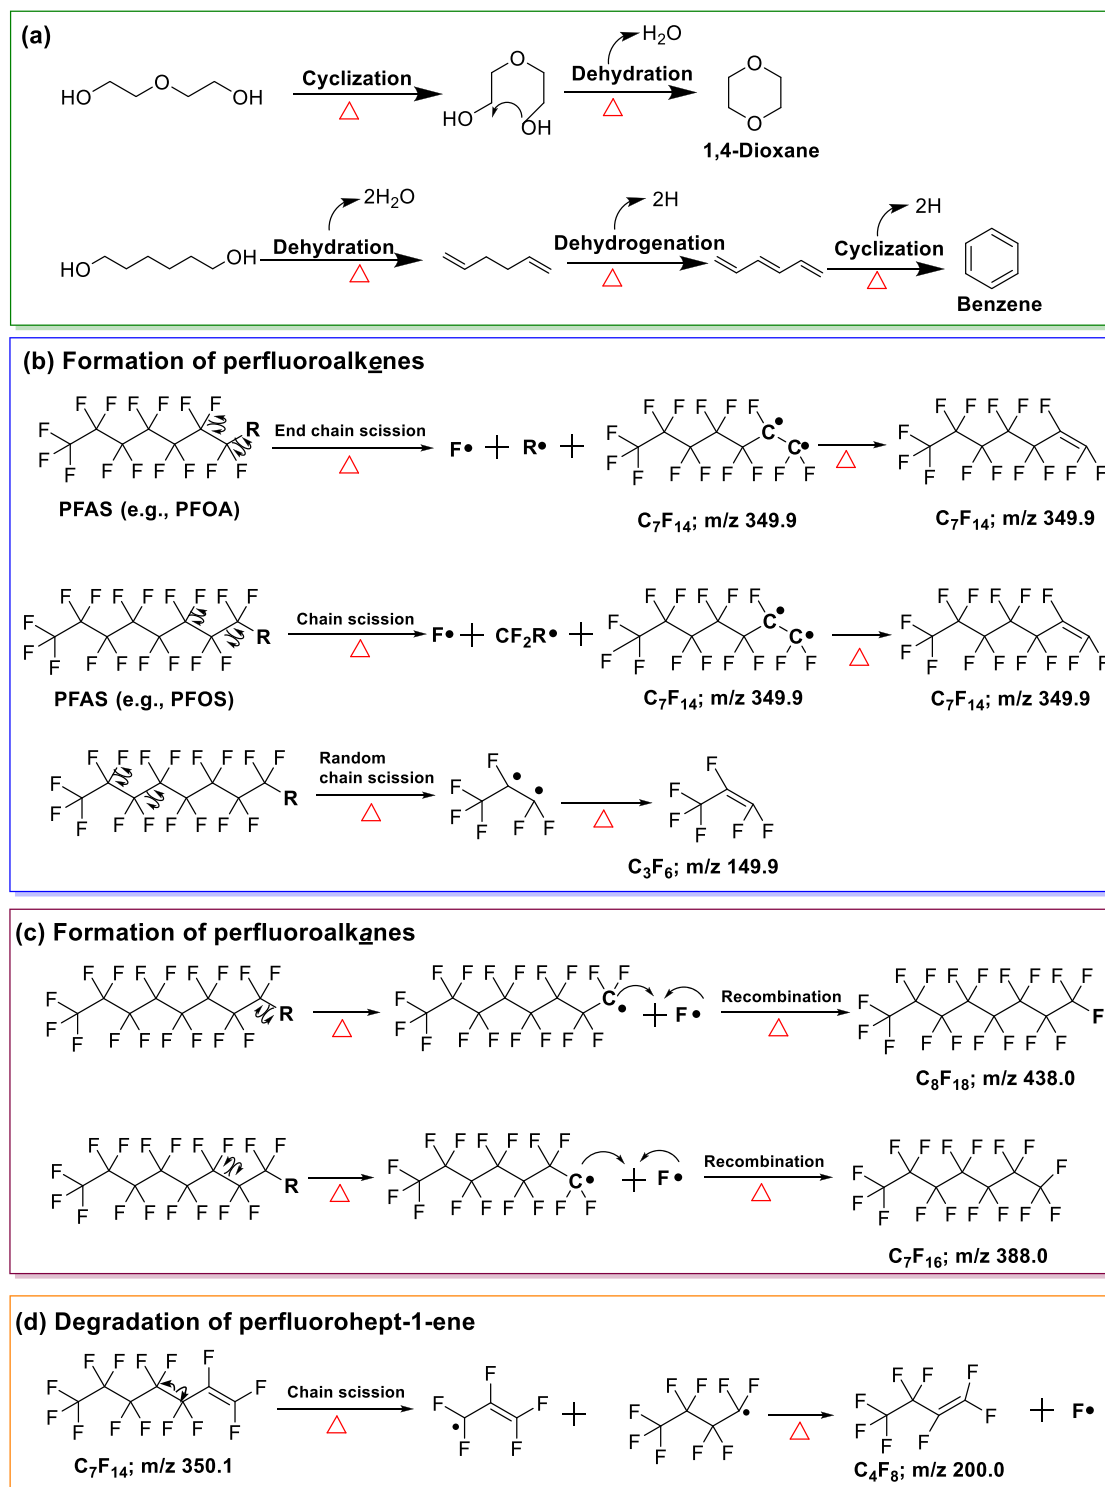 (a)
HO O OH
Cyclization
O
HO OH
H₂O
Dehydration
O
O
1,4-Dioxane
HO OH
2H₂O
Dehydration
2H
Dehydrogenation
2H
Cyclization
Benzene
(b) Formation of perfluoroalkenes
F F F F F F F F F F F F F F F R
PFAS (e.g., PFOA)
End chain scission
F• + R• +
F F F F F F F F F F F F F F C• C•
C₇F₁₄; m/z 349.9
F F F F F F F F F F F F F F
C₇F₁₄; m/z 349.9
F F F F F F F F F F F F F F F F F R
PFAS (e.g., PFOS)
Chain scission
F• + CF₂R• +
F F F F F F F F F F F F F F C• C•
C₇F₁₄; m/z 349.9
F F F F F F F F F F F F F F
C₇F₁₄; m/z 349.9
F F F F F F F F F F F F F F F F F R
Random
chain scission
F F F F F F
F F F F F F
C₃F₆; m/z 149.9
(c) Formation of perfluoroalkanes
F F F F F F F F F F F F F F F F F R
F F F F F F F F F F F F F F F F F C•
+ F•
Recombination
F F F F F F F F F F F F F F F F F F
C₈F₁₈; m/z 438.0
F F F F F F F F F F F F F F F F F R
F F F F F F F F F F F F F F F C•
+ F•
Recombination
F F F F F F F F F F F F F F F F
C₇F₁₆; m/z 388.0
(d) Degradation of perfluorohept-1-ene
F F F F F F F F F F F F F F
C₇F₁₄; m/z 350.1
Chain scission
F F F F F
+
F F F F F F F F F
F F F F F F F F
C₄F₈; m/z 200.0
+ F•